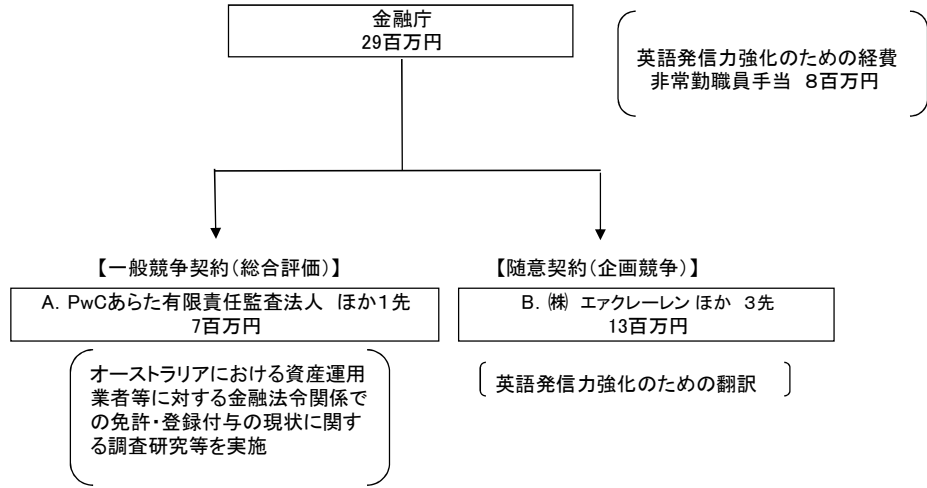 金融庁
29百万円
英語発信力強化のための経費
非常勤職員手当　８百万円
【一般競争契約（総合評価）】
【随意契約（企画競争）】
A．PwCあらた有限責任監査法人　ほか１先
7百万円
B．㈱　エァクレーレン ほか　３先
13百万円
オーストラリアにおける資産運用
業者等に対する金融法令関係で
の免許・登録付与の現状に関す
る調査研究等を実施
英語発信力強化のための翻訳